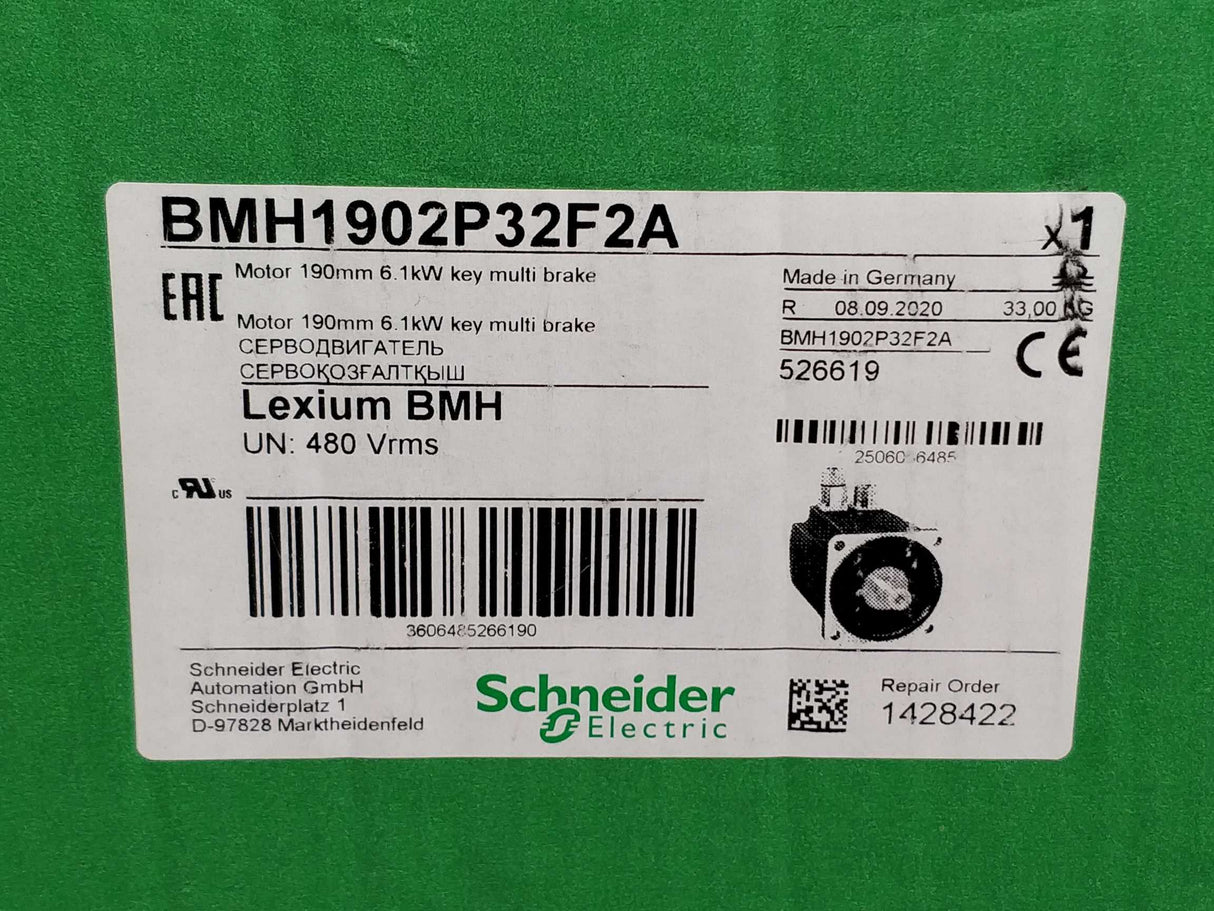 BMH1902P32F2A
x1
EAC
Motor 190mm 6.1kW key multi brake
Motor 190mm 6.1kW key multi brake
СЕРВОДВИГАТЕЛЬ
СЕРВОҚОЗҒАЛТҚЫШ
Lexium BMH
UN: 480 Vrms
Made in Germany
R 08.09.2020 33,00 KG
BMH1902P32F2A
526619
CE
c RU US
3606485266190
Schneider Electric
Automation GmbH
Schneiderplatz 1
D-97828 Marktheidenfeld
Schneider
Electric
Repair Order
1428422